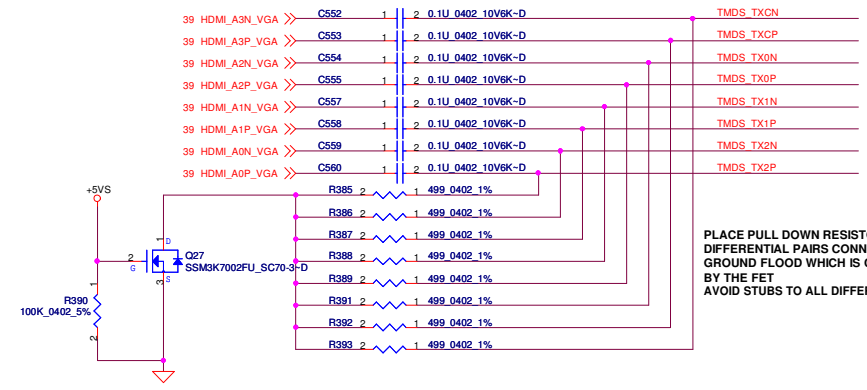 39 HDMI_A3N_VGA C552 1 2 0.1U_0402_10V6K~D TMDS_TXCN
39 HDMI_A3P_VGA C553 1 2 0.1U_0402_10V6K~D TMDS_TXCP
39 HDMI_A2N_VGA C554 1 2 0.1U_0402_10V6K~D TMDS_TX0N
39 HDMI_A2P_VGA C555 1 2 0.1U_0402_10V6K~D TMDS_TX0P
39 HDMI_A1N_VGA C557 1 2 0.1U_0402_10V6K~D TMDS_TX1N
39 HDMI_A1P_VGA C558 1 2 0.1U_0402_10V6K~D TMDS_TX1P
39 HDMI_A0N_VGA C559 1 2 0.1U_0402_10V6K~D TMDS_TX2N
39 HDMI_A0P_VGA C560 1 2 0.1U_0402_10V6K~D TMDS_TX2P
+5VS
R385 2 1 499_0402_1%
R386 2 1 499_0402_1%
R387 2 1 499_0402_1%
R388 2 1 499_0402_1%
R389 2 1 499_0402_1%
R391 2 1 499_0402_1%
R392 2 1 499_0402_1%
R393 2 1 499_0402_1%
1 D
2 G
3 S
Q27
SSM3K7002FU_SC70-3~D
1
R390
100K_0402_5%
2
PLACE PULL DOWN
DIFFERENTIAL PAIRS
GROUND FLOOD WHICH IS
BY THE FET
AVOID STUBS TO ALL